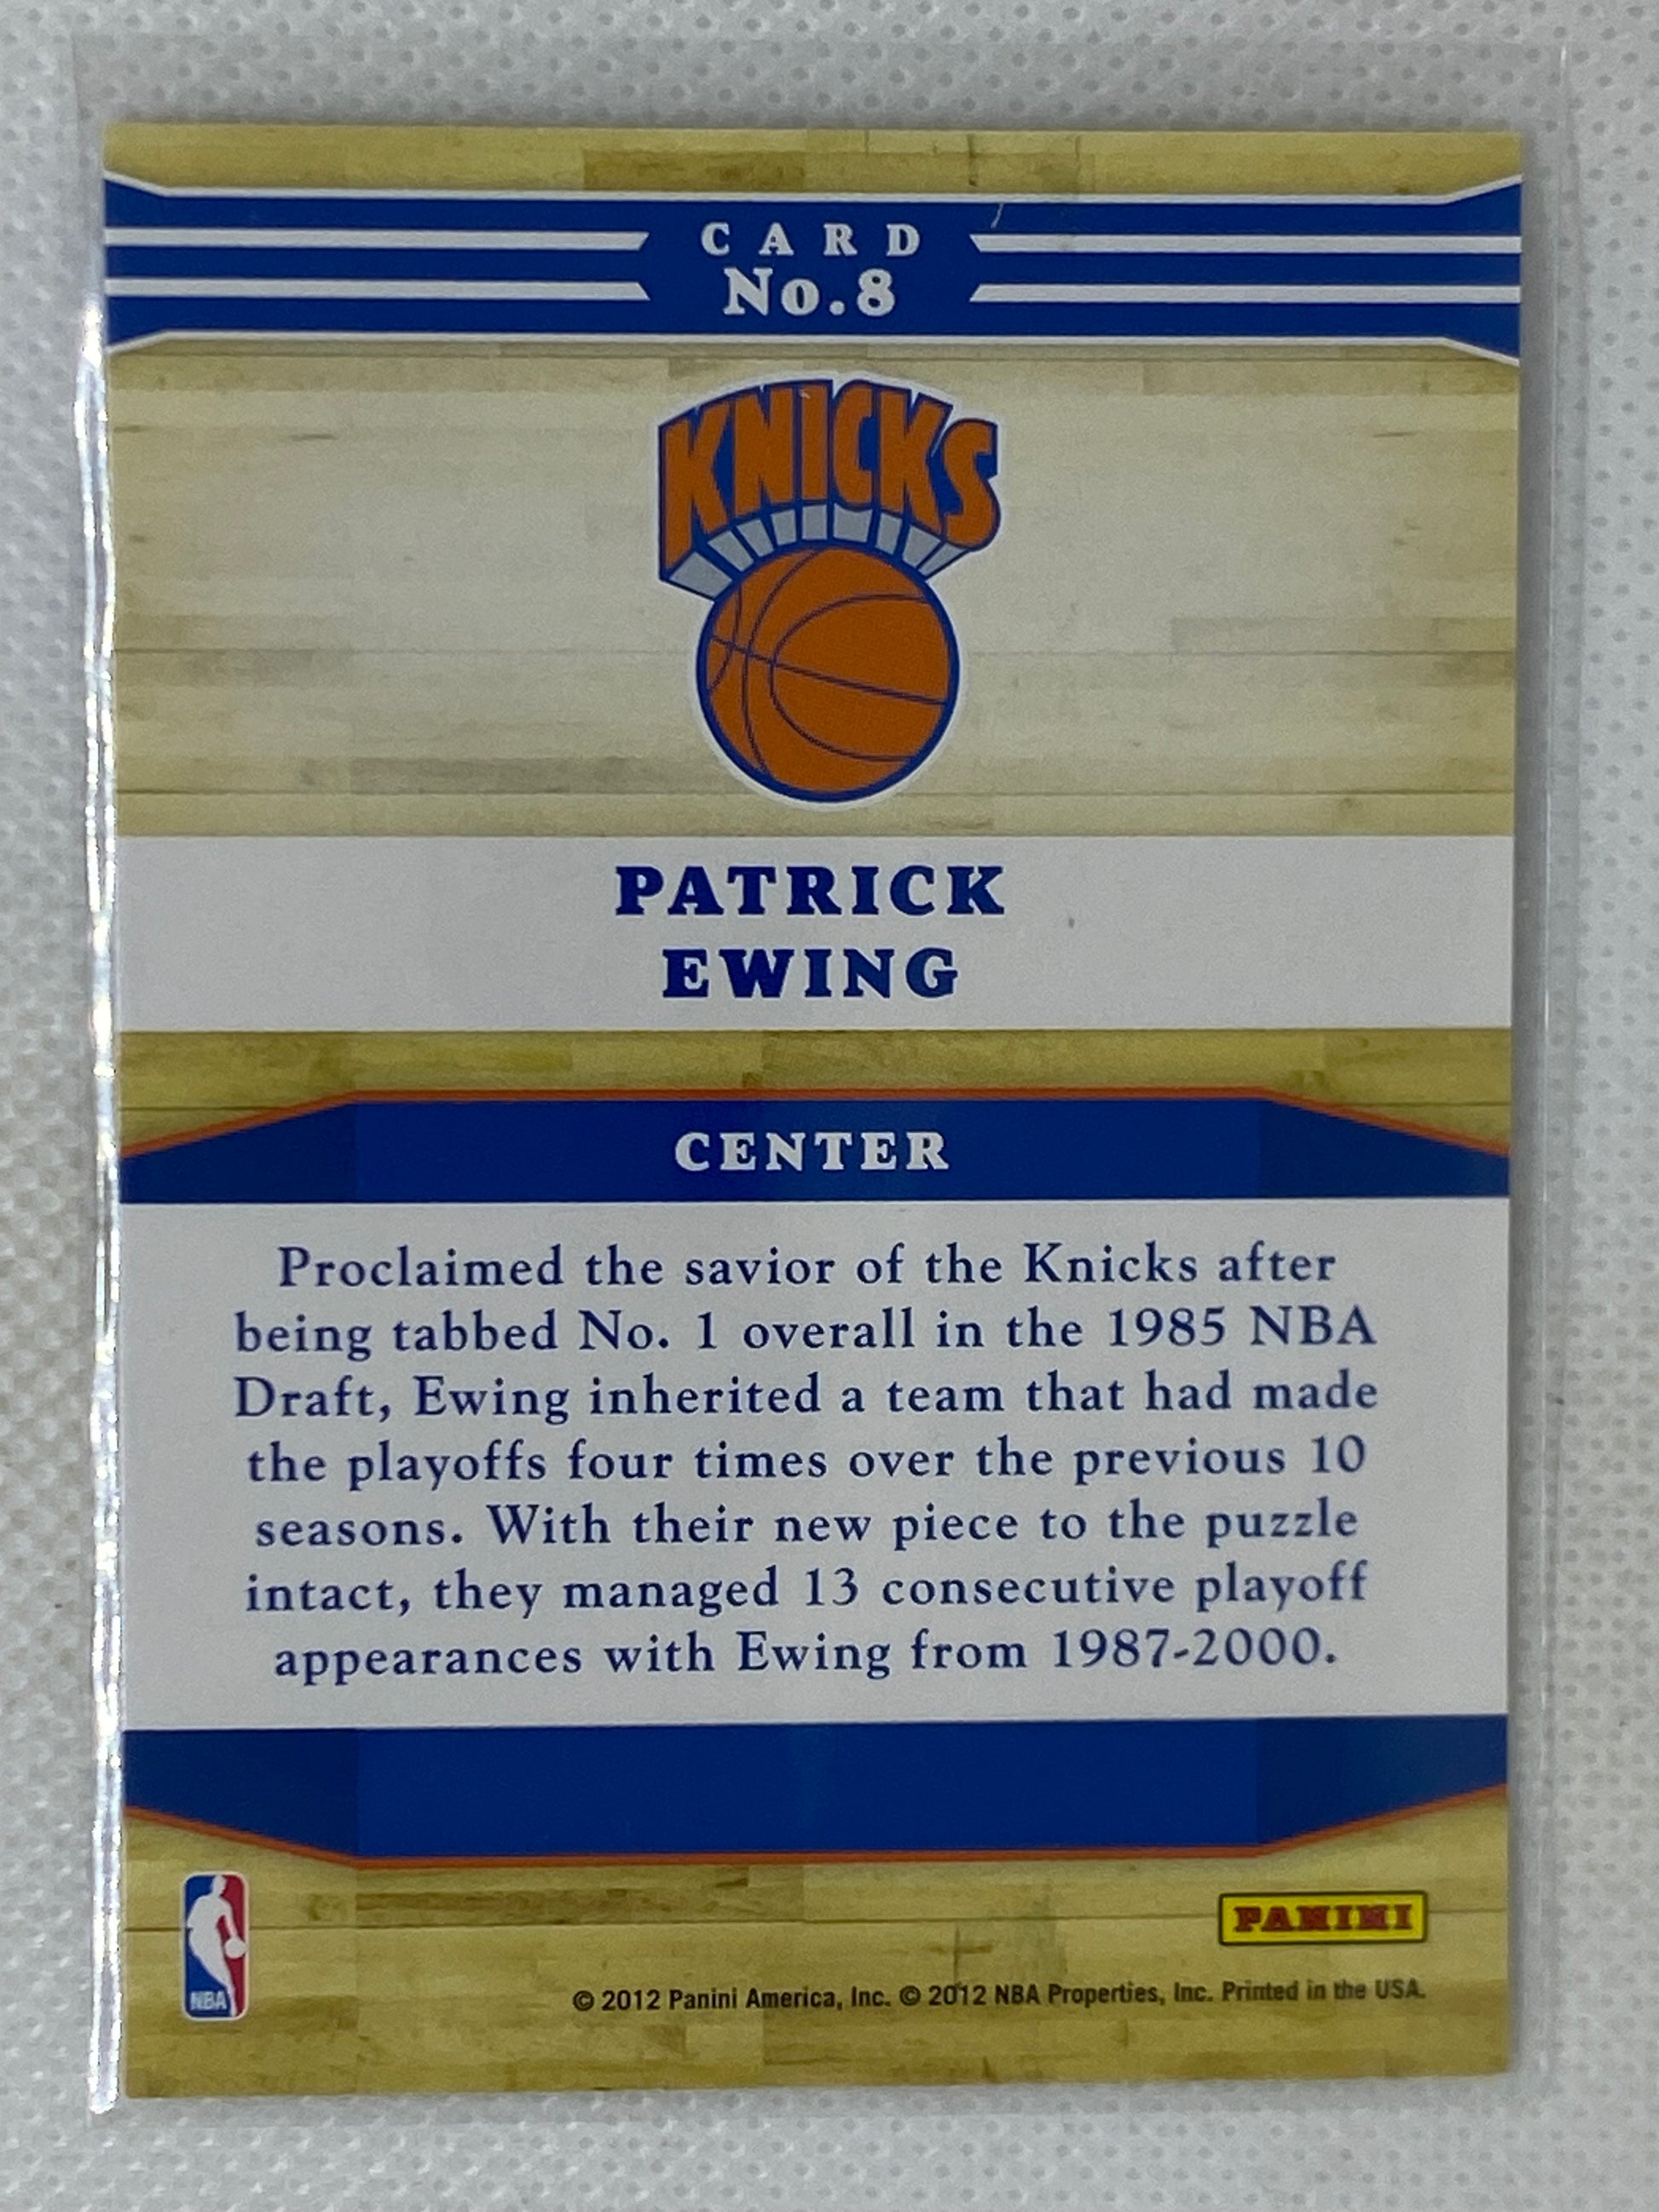 CARD
No.8
KNICKS
PATRICK
EWING
CENTER
Proclaimed the savior of the Knicks after
being tabbed No. 1 overall in the 1985 NBA
Draft, Ewing inherited a team that had made
the playoffs four times over the previous 10
seasons. With their new piece to the puzzle
intact, they managed 13 consecutive playoff
appearances with Ewing from 1987-2000.
PANINI
NBA
© 2012 Panini America, Inc. © 2012 NBA Properties, Inc. Printed in the USA.